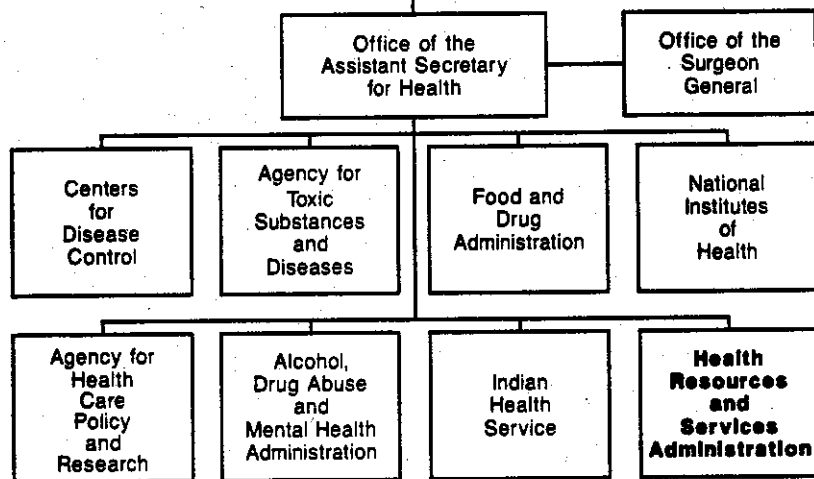 Office of the
Assistant Secretary
for Health
Office of the
Surgeon
General
Centers
for
Disease
Control
Agency for
Toxic
Substances
and
Diseases
Food and
Drug
Administration
National
Institutes
of
Health
Agency for
Health
Care
Policy
and
Research
Alcohol,
Drug Abuse
and
Mental Health
Administration
Indian
Health
Service
Health
Resources
and
Services
Administration